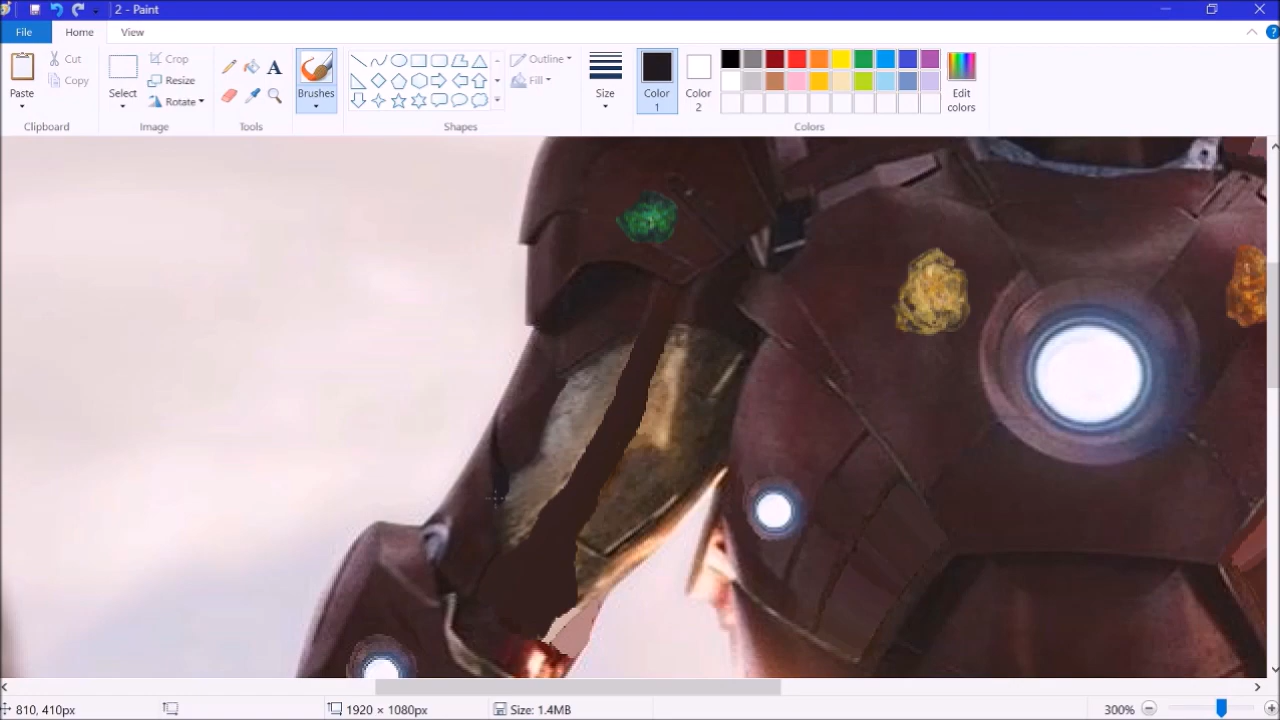 2 - Paint
File
Home
View
Paste
Cut
Copy
Clipboard
Select
Crop
Resize
Rotate
Image
A
Tools
Brushes
Outline
Fill
Shapes
Size
Color
1
Color
2
Edit
colors
Colors
810, 410px
1920 × 1080px
Size: 1.4MB
300%